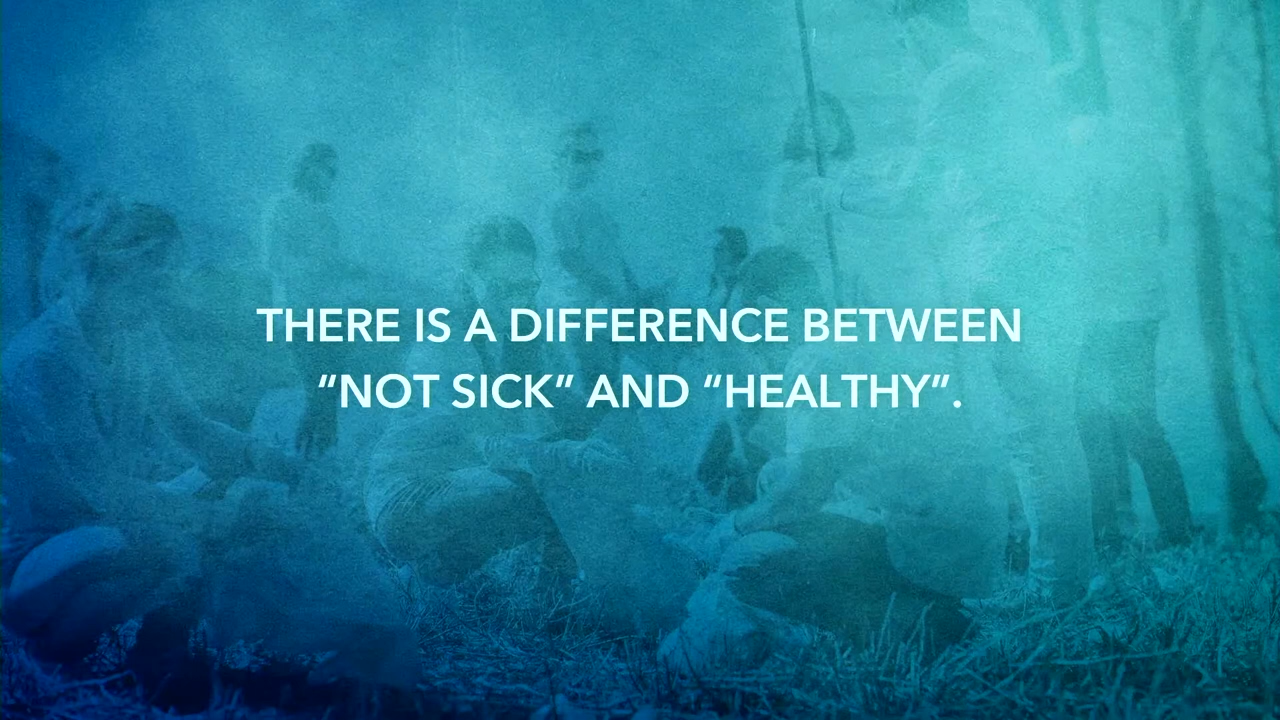 THERE IS A DIFFERENCE BETWEEN
“NOT SICK” AND “HEALTHY”.